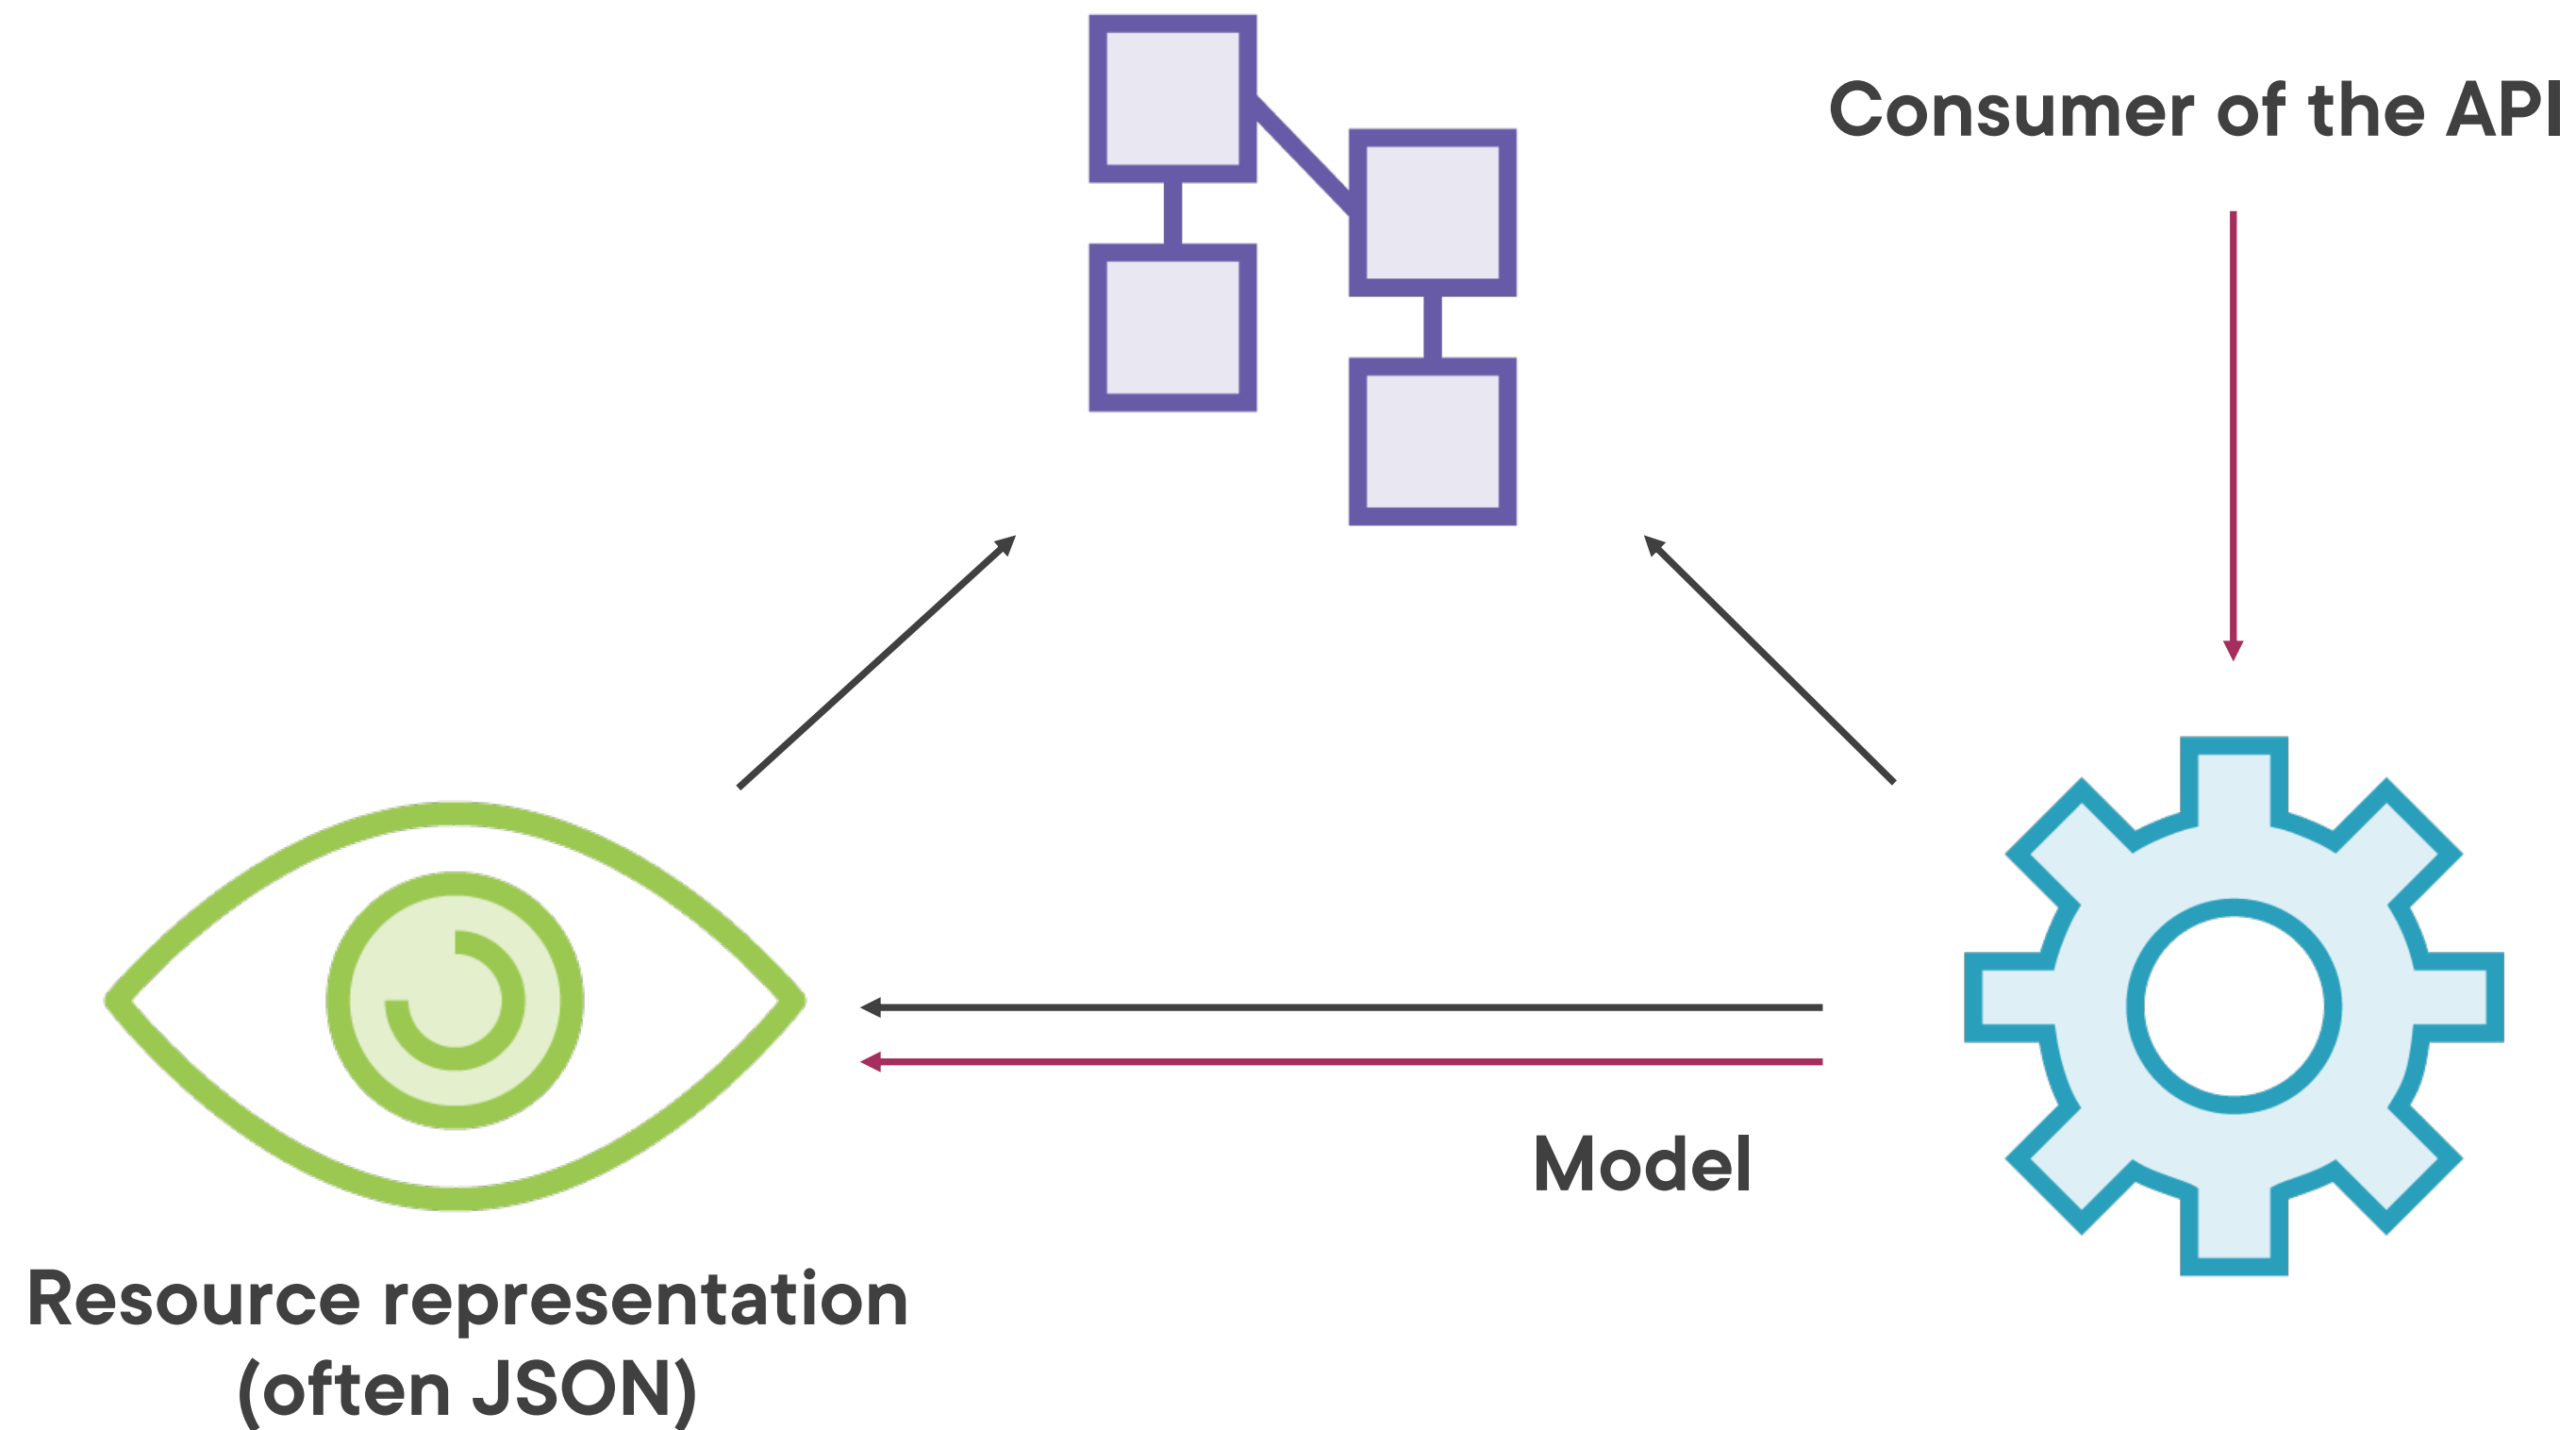 Consumer of the API
Model
Resource representation
(often JSON)